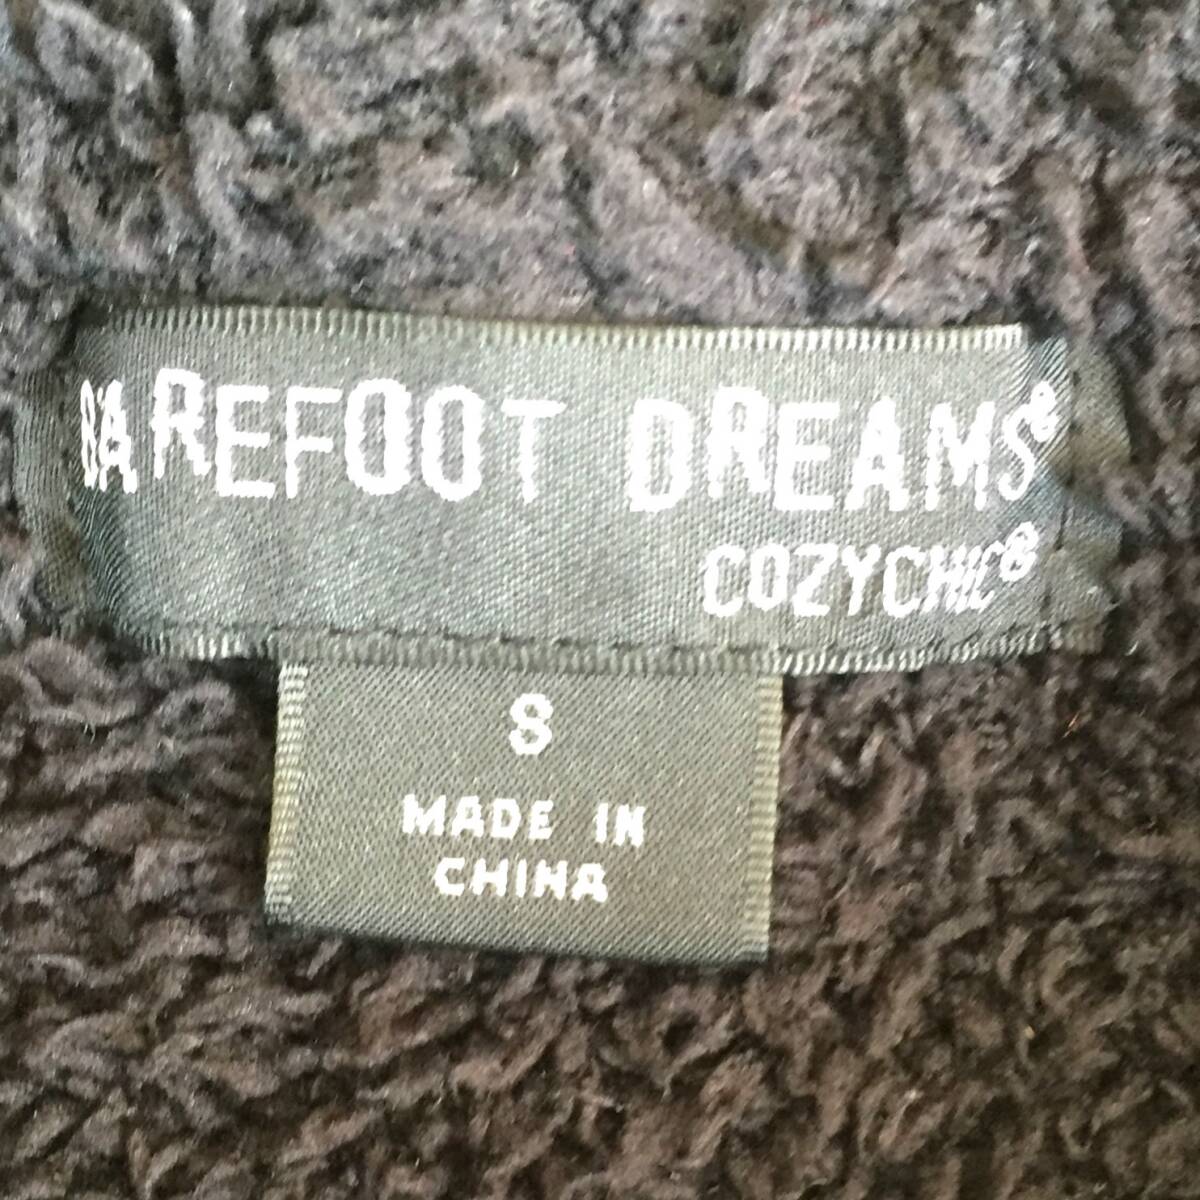 BAREFOOT DREAMS®
COZYCHIC®
S
MADE IN
CHINA